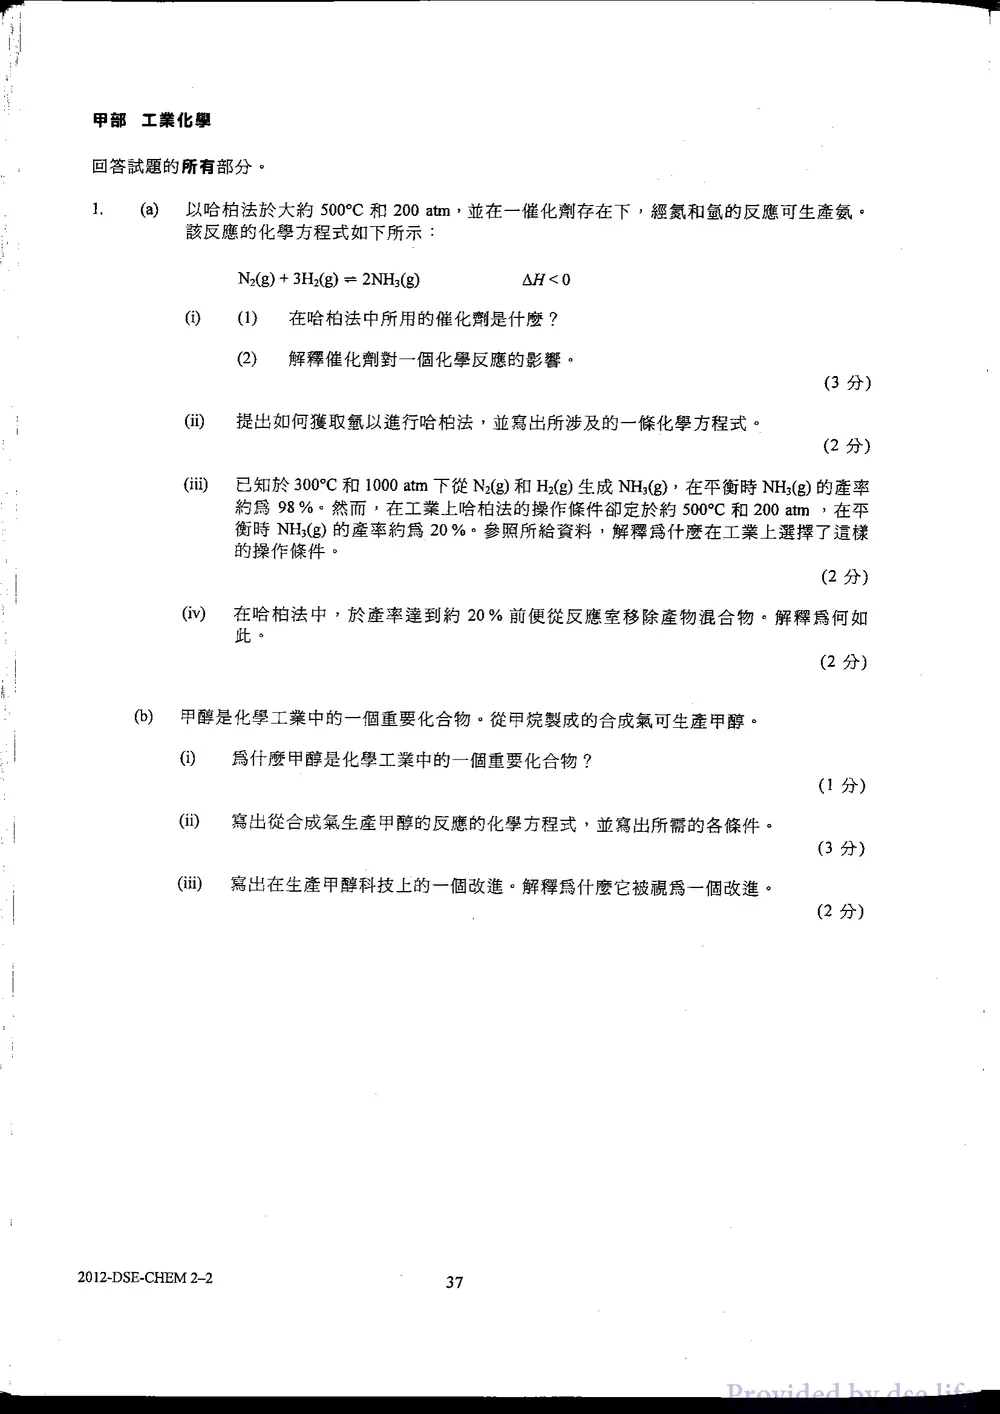 甲部 工業化學
回答試題的所有部分。
1. (a) 以哈柏法於大約 500°C 和 200 atm，並在一催化劑存在下，經氮和氫的反應可生產氨。
該反應的化學方程式如下所示：
N₂(g) + 3H₂(g) ⇌ 2NH₃(g) ΔH < 0
(i) (1) 在哈柏法中所用的催化劑是什麼？
(2) 解釋催化劑對一個化學反應的影響。
(3 分)
(ii) 提出如何獲取氫以進行哈柏法，並寫出所涉及的一條化學方程式。
(2 分)
(iii) 已知於 300°C 和 1000 atm 下從 N₂(g) 和 H₂(g) 生成 NH₃(g)，在平衡時 NH₃(g) 的產率
約爲 98%。然而，在工業上哈柏法的操作條件卻定於約 500°C 和 200 atm ，在平
衡時 NH₃(g) 的產率約爲 20%。參照所給資料，解釋爲什麼在工業上選擇了這樣
的操作條件。
(2 分)
(iv) 在哈柏法中，於產率達到約 20% 前便從反應室移除產物混合物。解釋爲何如
此。
(2 分)
(b) 甲醇是化學工業中的一個重要化合物。從甲烷製成的合成氣可生產甲醇。
(i) 爲什麼甲醇是化學工業中的一個重要化合物？
(1 分)
(ii) 寫出從合成氣生產甲醇的反應的化學方程式，並寫出所需的各條件。
(3 分)
(iii) 寫出在生產甲醇科技上的一個改進。解釋爲什麼它被視爲一個改進。
(2 分)
2012-DSE-CHEM 2–2
37
Provided by dse.life